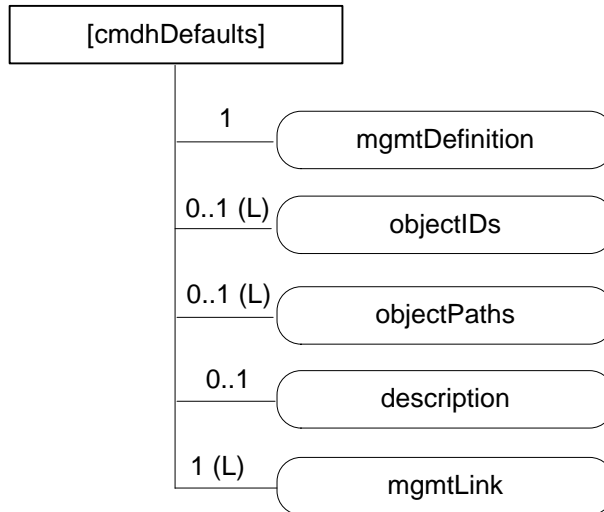 [cmdhDefaults]
1
mgmtDefinition
0..1 (L)
objectIDs
0..1 (L)
objectPaths
0..1
description
1 (L)
mgmtLink